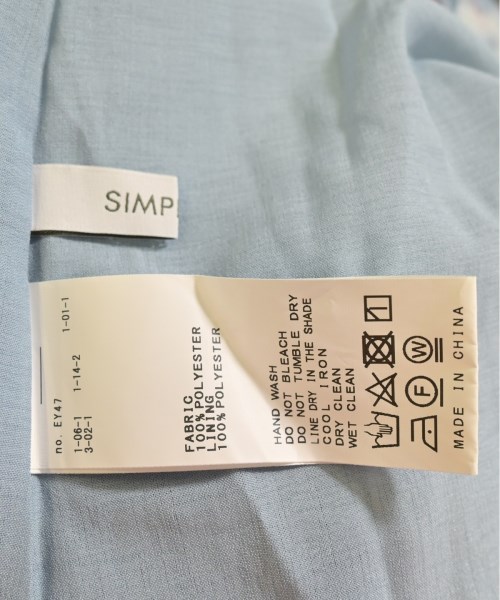 SIMP
no. EY47
1-06-1 1-14-2 1-01-1
3-02-1
FABRIC
100% POLYESTER
LINING
100% POLYESTER
HAND WASH
DO NOT BLEACH
DO NOT TUMBLE DRY
LINE DRY IN THE SHADE
COOL IRON
DRY CLEAN
WET CLEAN
F W
MADE IN CHINA